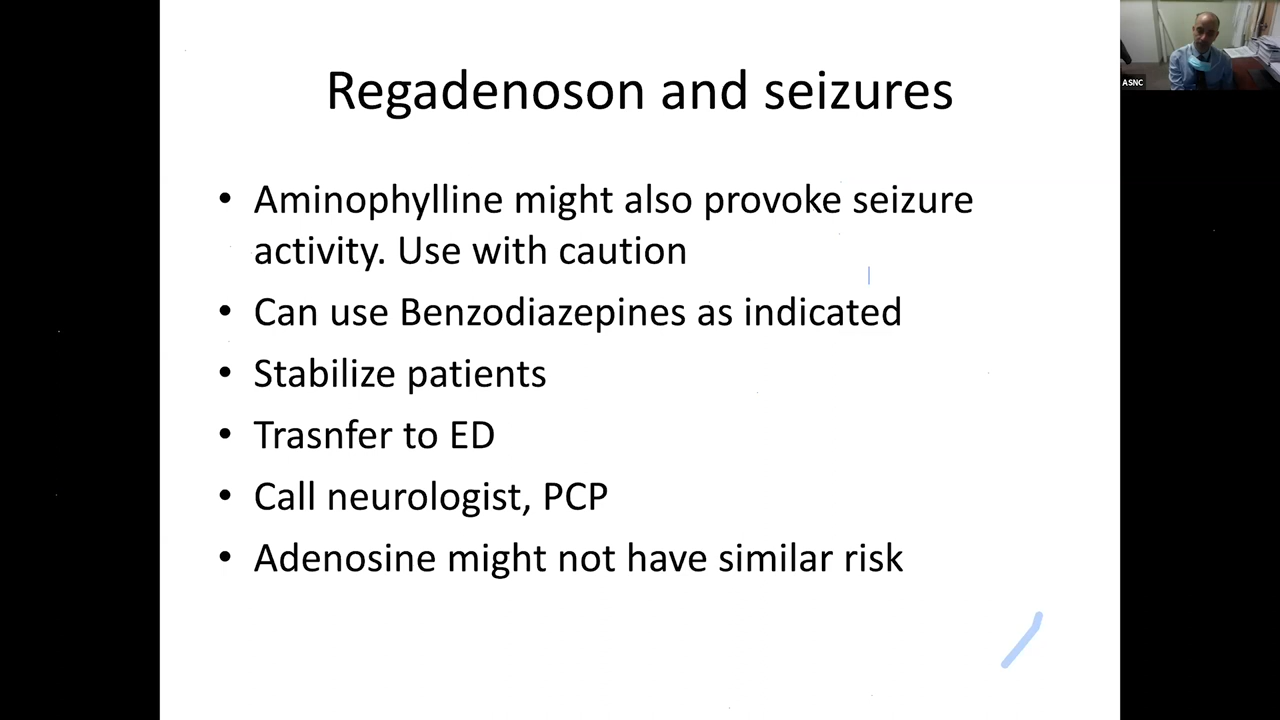 Regadenoson and seizures
• Aminophylline might also provoke seizure
activity. Use with caution
• Can use Benzodiazepines as indicated
• Stabilize patients
• Trasnfer to ED
• Call neurologist, PCP
• Adenosine might not have similar risk
ASNC